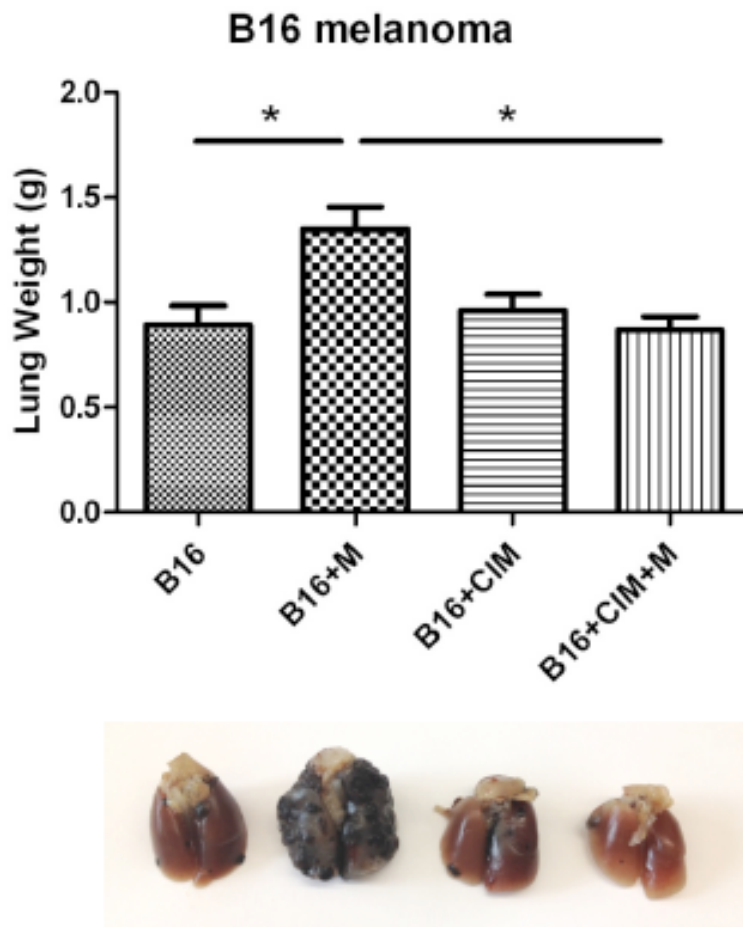 B16 melanoma
Lung Weight (g)
2.0
1.5
1.0
0.5
0.0
*
*
B16
B16+M
B16+CIM
B16+CIM+M